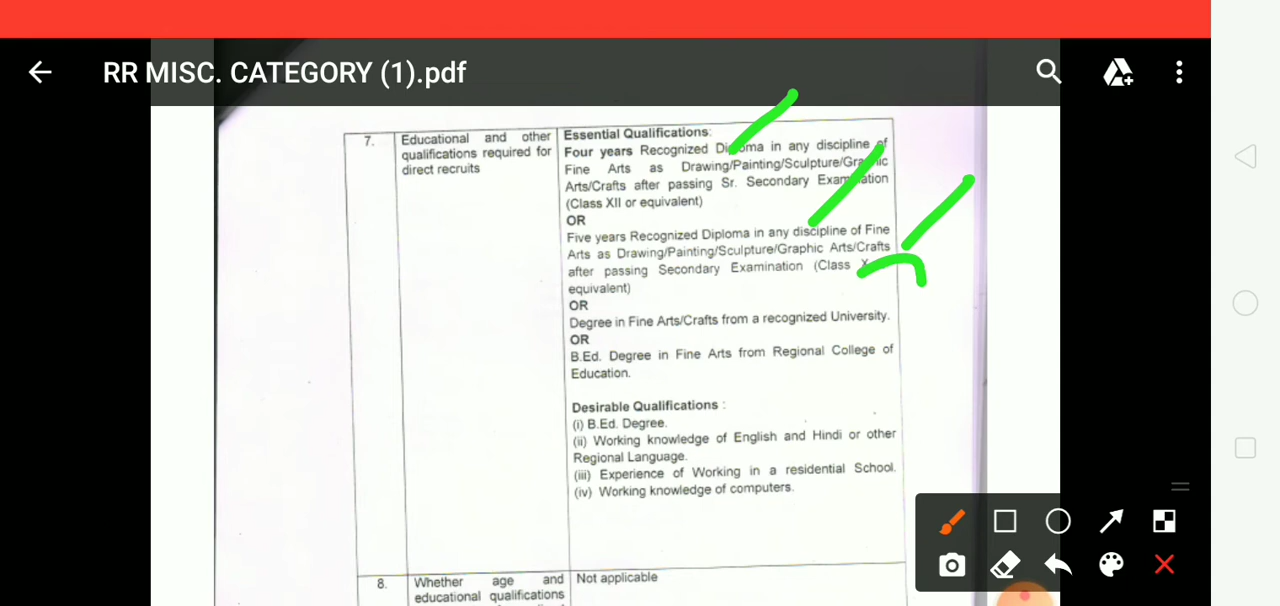 RR MISC. CATEGORY (1).pdf
7.
Educational and other
qualifications required for
direct recruits
Essential Qualifications:
Four years Recognized in any discipline of
Fine Arts as Drawing/Painting/Sculpture/Graphic
Arts/Crafts after passing Sr. Secondary Examination
(Class XII or equivalent)
OR
Five years Recognized Diploma in any discipline of Fine
Arts as Drawing/Painting/Sculpture/Graphic Arts/Crafts
after passing Secondary Examination (Class X
equivalent)
OR
Degree in Fine Arts/Crafts from a recognized University.
OR
B.Ed. Degree in Fine Arts from Regional College of
Education.
Desirable Qualifications :
(i) B.Ed. Degree.
(ii) Working knowledge of English and Hindi or other
Regional Language.
(iii) Experience of Working in a residential School.
(iv) Working knowledge of computers.
8.
Whether age and
educational qualifications
Not applicable